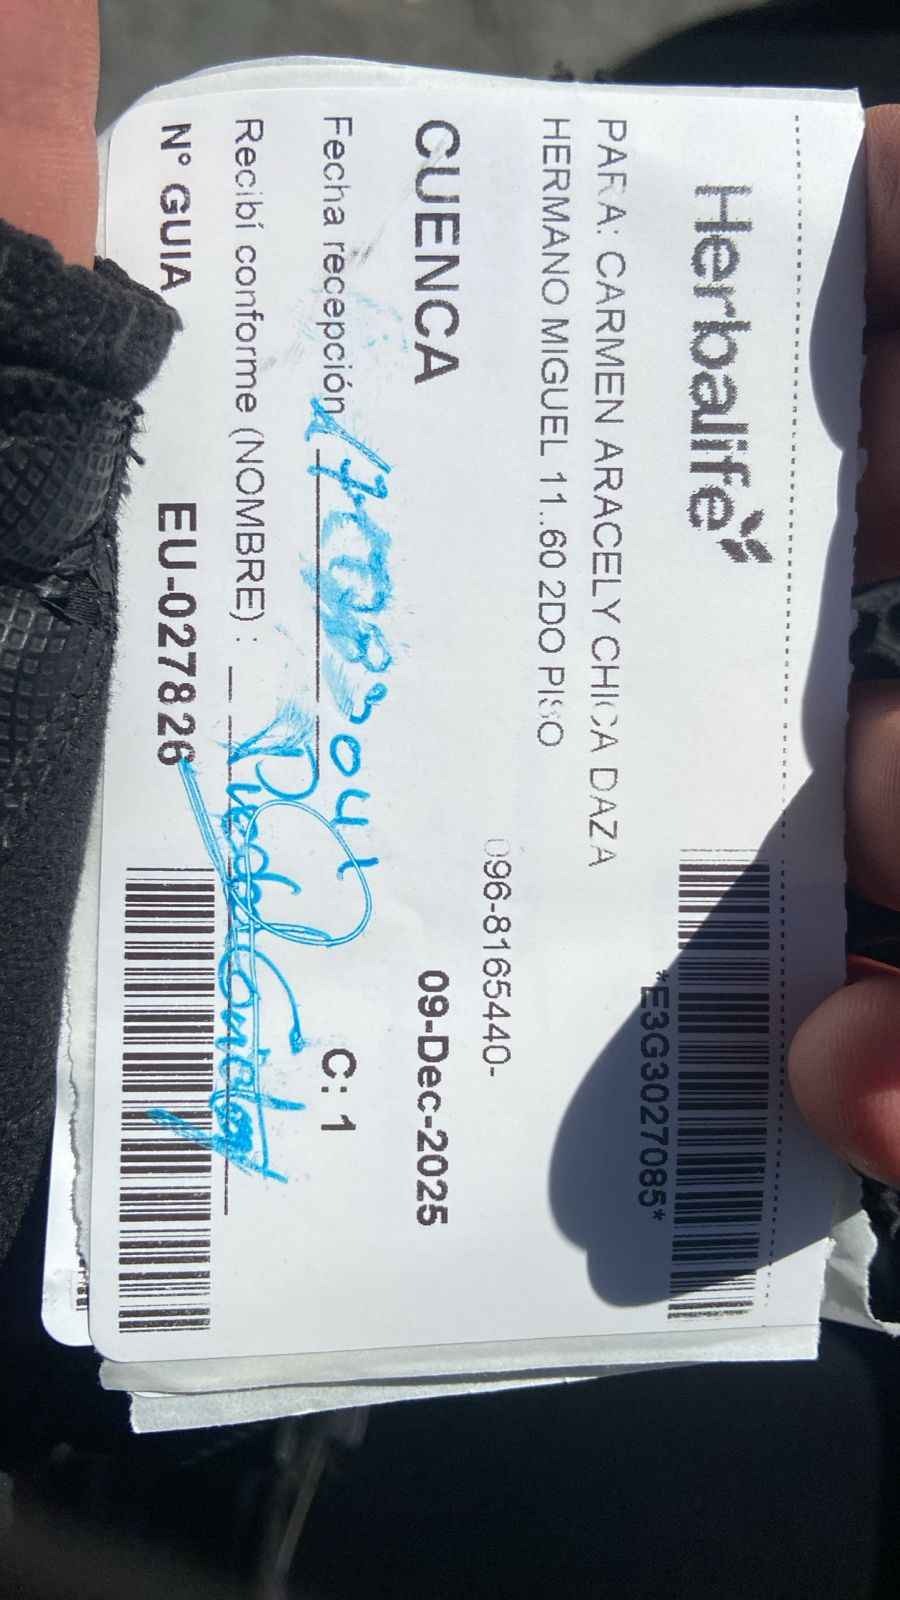 Herbalife
*E3G3027085*
PARA: CARMEN ARACELY CHICA DAZA
HERMANO MIGUEL 11..60 2DO PISO
096-8165440-
CUENCA 09-Dec-2025
Fecha recepción C: 1
Recibí conforme (NOMBRE) :
N° GUIA EU-027826